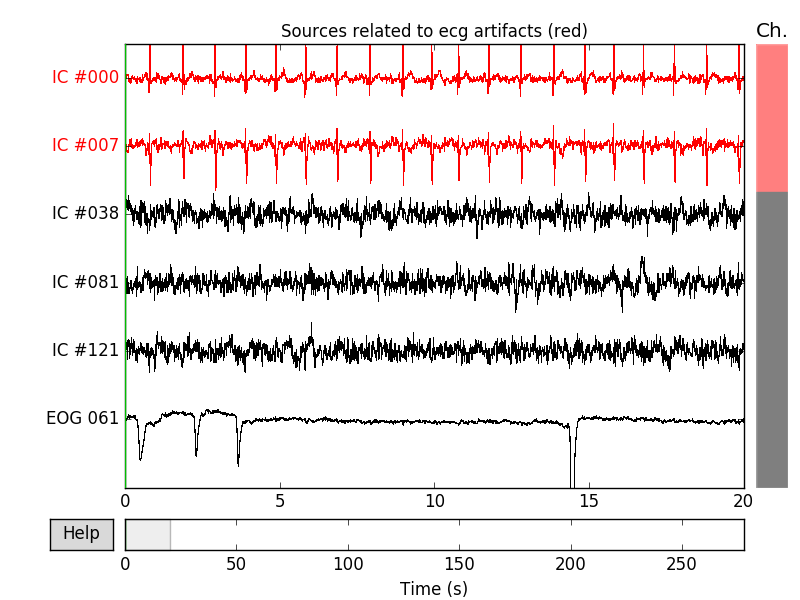 Sources related to ecg artifacts (red)
Ch.
IC #000
IC #007
IC #038
IC #081
IC #121
EOG 061
0 5 10 15 20
Help
0 50 100 150 200 250
Time (s)